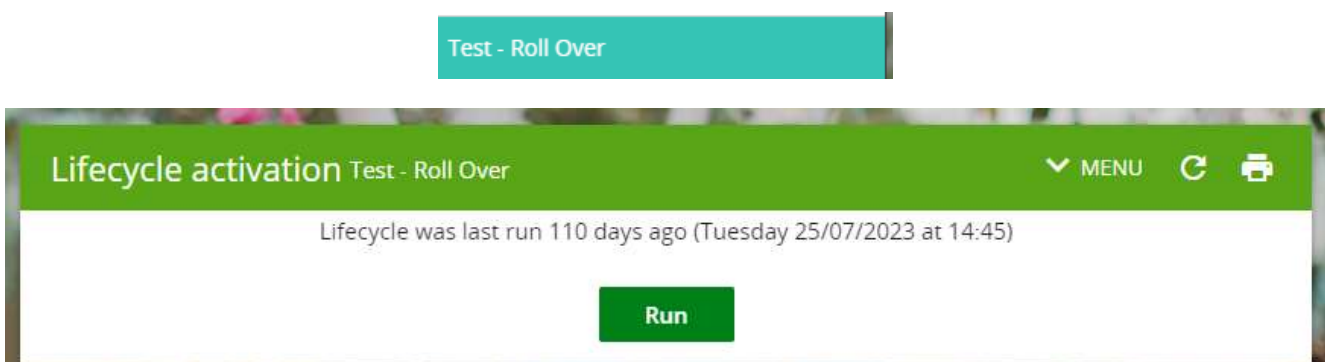 Test - Roll Over
Lifecycle activation Test - Roll Over MENU
Lifecycle was last run 110 days ago (Tuesday 25/07/2023 at 14:45)
Run